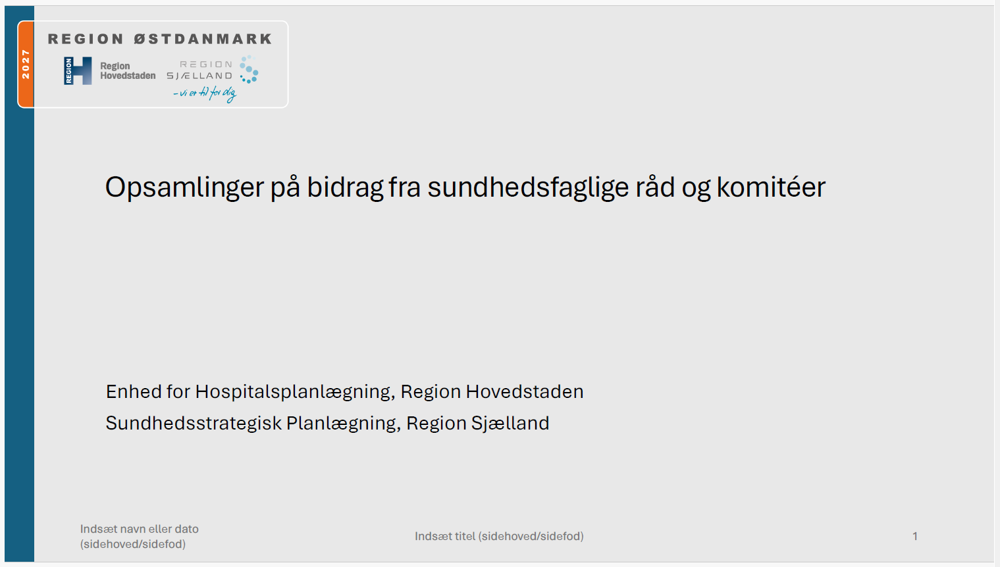 REGION ØSTDANMARK
2027
REGION
H
Region
Hovedstaden
REGION
SJÆLLAND
- vi er til for dig
Opsamlinger på bidrag fra sundhedsfaglige råd og komitéer
Enhed for Hospitalsplanlægning, Region Hovedstaden
Sundhedsstrategisk Planlægning, Region Sjælland
Indsæt navn eller dato
(sidehoved/sidefod)
Indsæt titel (sidehoved/sidefod)
1